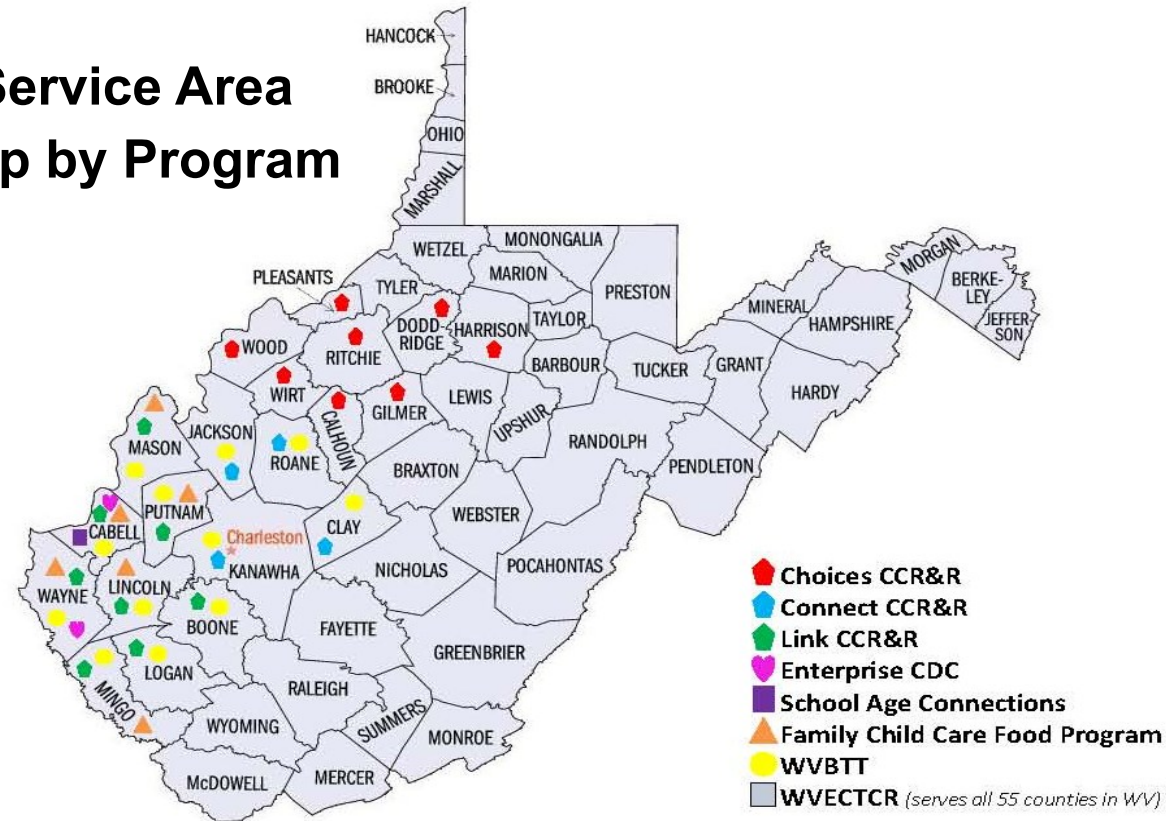 Service Area
p by Program
HANCOCK
BROOKE
OHIO
MARSHALL
WETZEL
MONONGALIA
MARION
PRESTON
PLEASANTS
TYLER
MORGAN
BERKE-
LEY
JEFFER
SON
MINERAL
HAMPSHIRE
WOOD
RITCHIE
DODD-
RIDGE
HARRISON
TAYLOR
BARBOUR
TUCKER
GRANT
HARDY
WIRT
CALHOUN
GILMER
LEWIS
UPSHUR
RANDOLPH
PENDLETON
MASON
JACKSON
ROANE
BRAXTON
WEBSTER
PUTNAM
CABELL
Charleston
KANAWHA
CLAY
NICHOLAS
POCAHONTAS
WAYNE
LINCOLN
BOONE
FAYETTE
GREENBRIER
LOGAN
MINGO
RALEIGH
WYOMING
SUMMERS
MONROE
McDOWELL
MERCER
Choices CCR&R
Connect CCR&R
Link CCR&R
Enterprise CDC
School Age Connections
Family Child Care Food Program
WVBTT
WVECTCR (serves all 55 counties in WV)